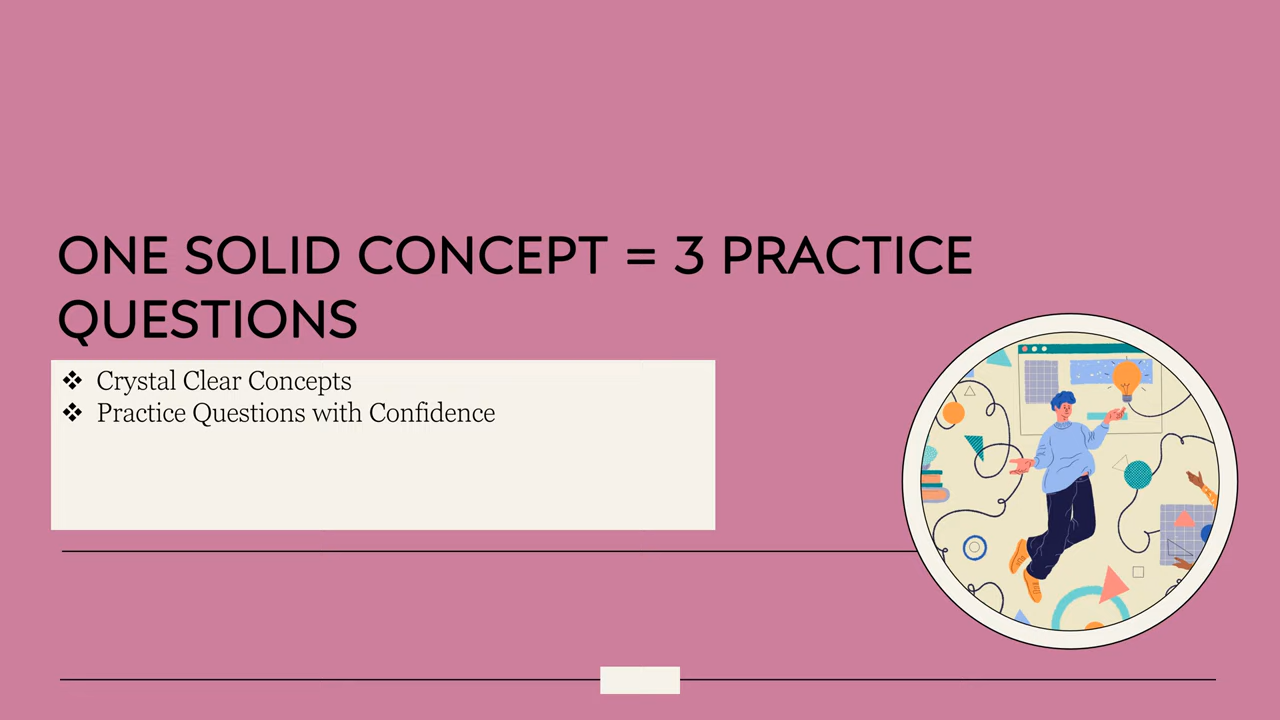 ONE SOLID CONCEPT = 3 PRACTICE
QUESTIONS
❖ Crystal Clear Concepts
❖ Practice Questions with Confidence